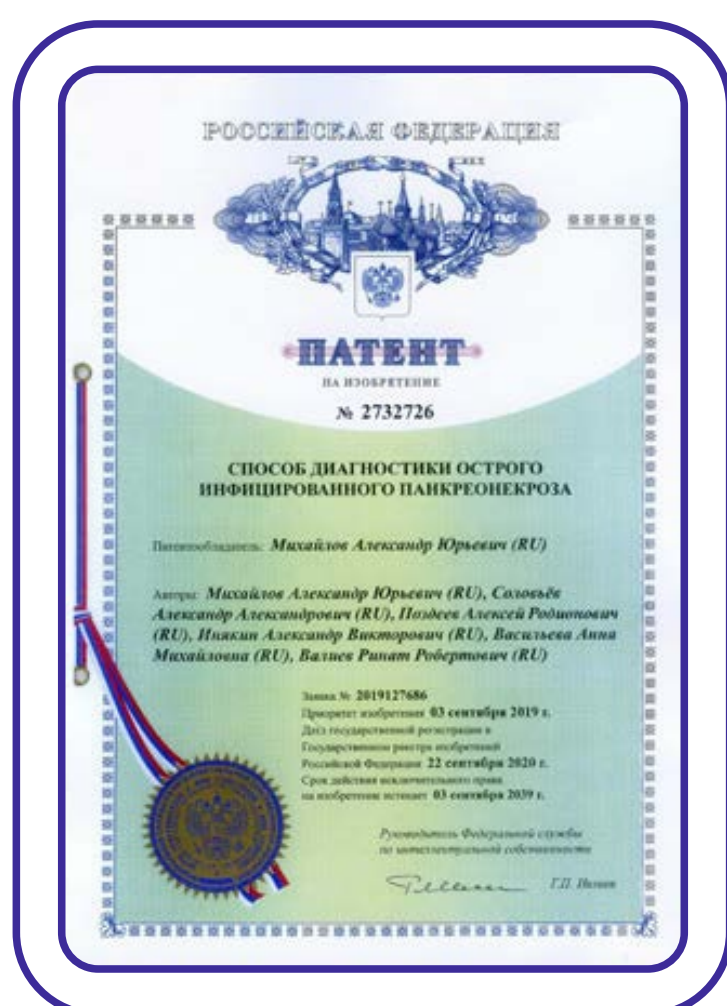 РОССИЙСКАЯ ФЕДЕРАЦИЯ
ПАТЕНТ
НА ИЗОБРЕТЕНИЕ
№ 2732726
СПОСОБ ДИАГНОСТИКИ ОСТРОГО
ИНФИЦИРОВАННОГО ПАНКРЕОНЕКРОЗА
Патентообладатель: Михайлов Александр Юрьевич (RU)
Авторы: Михайлов Александр Юрьевич (RU), Соловьёв
Александр Александрович (RU), Поздеев Алексей Родионович
(RU), Инякин Александр Викторович (RU), Васильева Анна
Михайловна (RU), Валиев Ринат Робертович (RU)
Заявка № 2019127686
Приоритет изобретения 03 сентября 2019 г.
Дата государственной регистрации в
Государственном реестре изобретений
Российской Федерации 22 сентября 2020 г.
Срок действия исключительного права
на изобретение истекает 03 сентября 2039 г.
Руководитель Федеральной службы
по интеллектуальной собственности
Г.П. Ивлиев